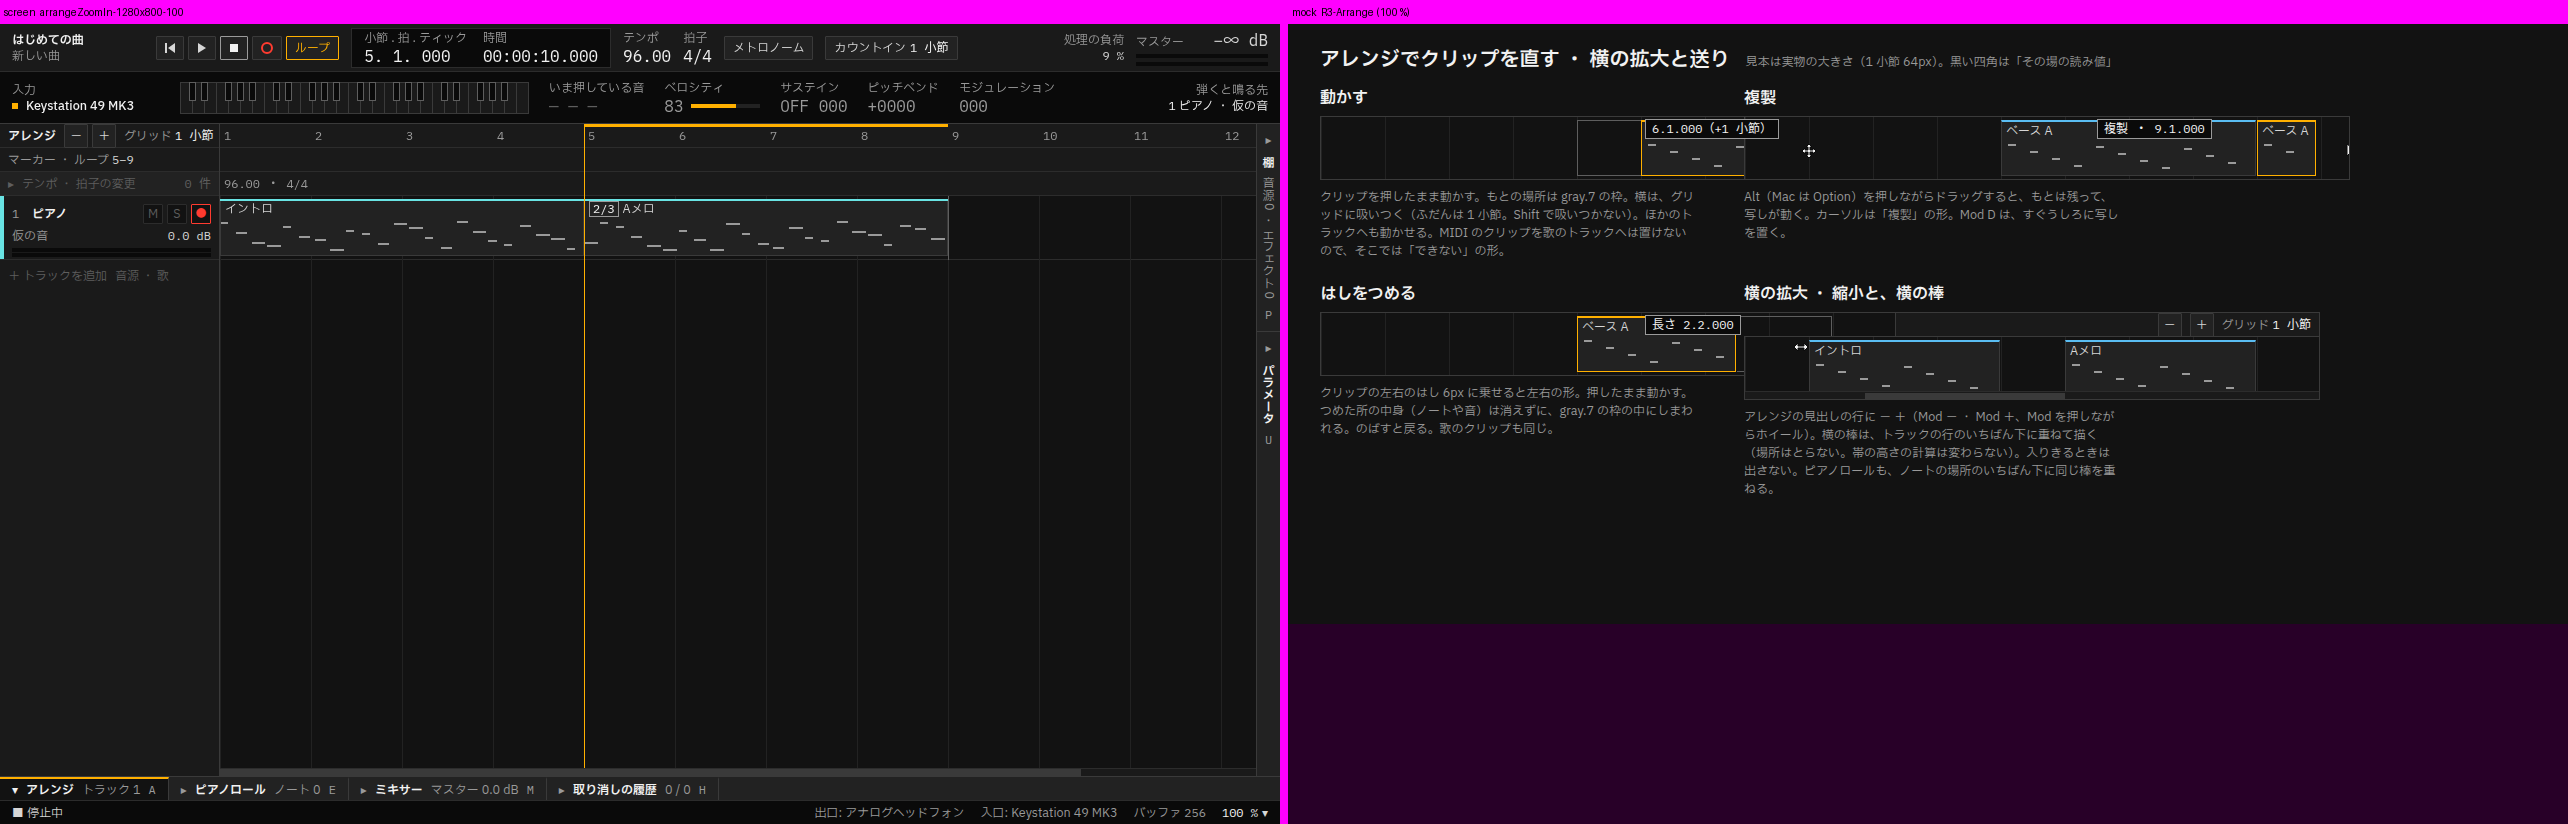 screen arrangeZoomIn-1280x800-100
はじめての曲
新しい曲
ループ
小節 . 拍 . ティック
5. 1. 000
時間
00:00:10.000
テンポ
96.00
拍子
4/4
メトロノーム
カウントイン 1 小節
処理の負荷
9 %
マスター
−∞ dB
入力
Keystation 49 MK3
いま押している音
— — —
ベロシティ
83
サステイン
OFF 000
ピッチベンド
+0000
モジュレーション
000
弾くと鳴る先
1 ピアノ ・ 仮の音
アレンジ
− +
グリッド 1 小節
1 2 3 4 5 6 7 8 9 10 11 12
マーカー ・ ループ 5–9
▸ テンポ ・ 拍子の変更 0 件
96.00 ・ 4/4
1 ピアノ
M S
仮の音
0.0 dB
イントロ
2/3 Aメロ
+ トラックを追加 音源 ・ 歌
▸ 棚 音源 0 ・ エフェクト 0 P
▸ パラメータ U
▾ アレンジ トラック 1 A
▸ ピアノロール ノート 0 E
▸ ミキサー マスター 0.0 dB M
▸ 取り消しの履歴 0 / 0 H
■ 停止中
出口: アナログヘッドフォン
入口: Keystation 49 MK3
バッファ 256
100 % ▾
mock R3-Arrange (100%)
アレンジでクリップを直す ・ 横の拡大と送り
見本は実物の大きさ（1 小節 64px）。黒い四角は「その場の読み値」
動かす
6.1.000（+1 小節）
クリップを押したまま動かす。もとの場所は gray.7 の枠。横は、グリ
ッドに吸いつく（ふだんは 1 小節。Shift で吸いつかない）。ほかのト
ラックへも動かせる。MIDI のクリップを歌のトラックへは置けない
ので、そこでは「できない」の形。
複製
ベース A
複製 ・ 9.1.000
ベース A
Alt（Mac は Option）を押しながらドラッグすると、もとは残って、
写しが動く。カーソルは「複製」の形。Mod D は、すぐうしろに写し
を置く。
はしをつめる
ベース A
長さ 2.2.000
クリップの左右のはし 6px に乗せると左右の形。押したまま動かす。
つめた所の中身（ノートや音）は消えずに、gray.7 の枠の中にしまわ
れる。のばすと戻る。歌のクリップも同じ。
横の拡大 ・ 縮小と、横の棒
− +
グリッド 1 小節
イントロ
Aメロ
アレンジの見出しの行に − +（Mod − ・ Mod +、Mod を押しなが
らホイール）。横の棒は、トラックの行のいちばん下に重ねて描く
（場所はとらない。帯の高さの計算は変わらない）。入りきるときは
出さない。ピアノロールも、ノートの場所のいちばん下に同じ棒を重
ねる。